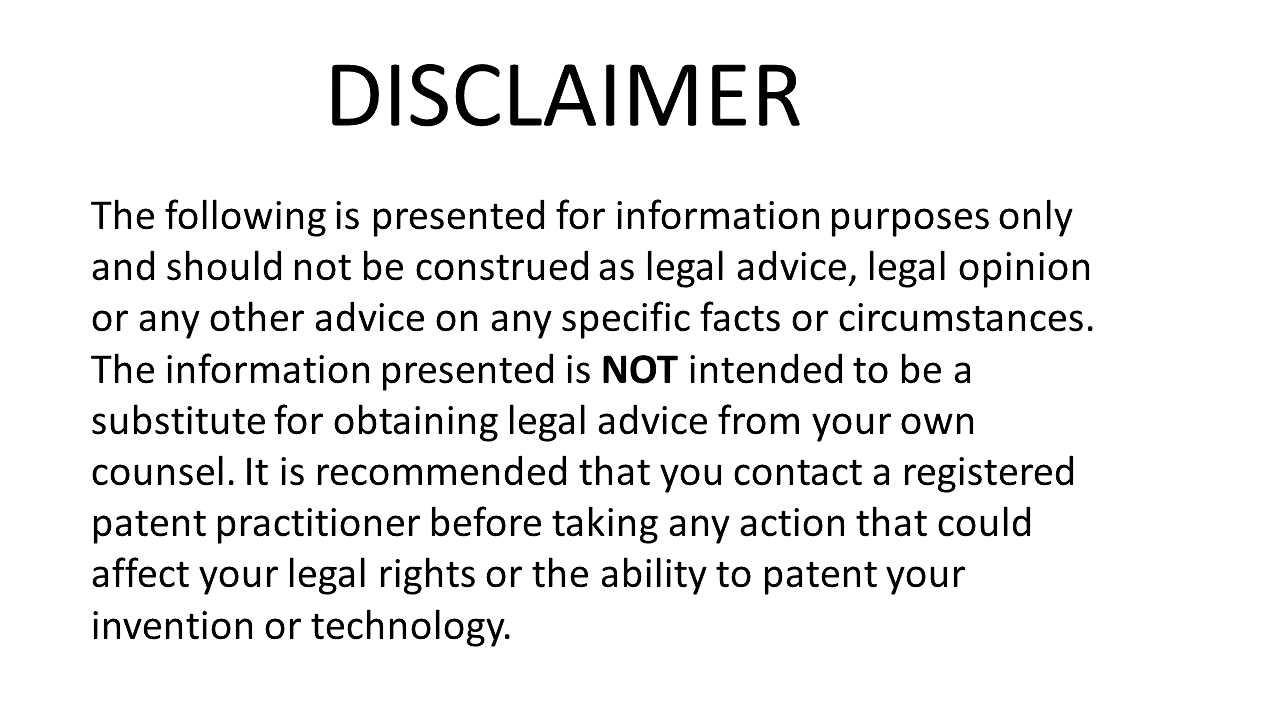 DISCLAIMER
The following is presented for information purposes only
and should not be construed as legal advice, legal opinion
or any other advice on any specific facts or circumstances.
The information presented is NOT intended to be a
substitute for obtaining legal advice from your own
counsel. It is recommended that you contact a registered
patent practitioner before taking any action that could
affect your legal rights or the ability to patent your
invention or technology.